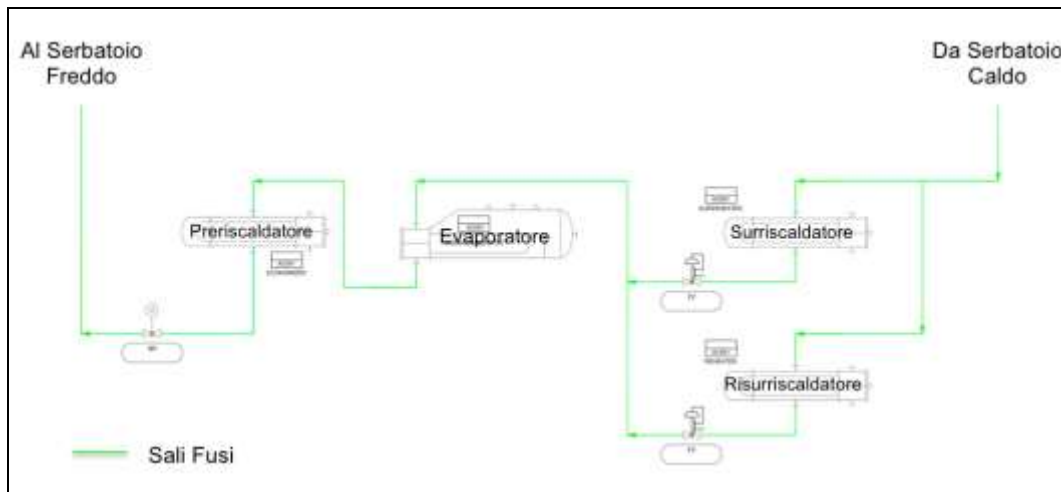 Al Serbatoio
Freddo
Da Serbatoio
Caldo
Preriscaldatore
Evaporatore
Surriscaldatore
Risurriscaldatore
Sali Fusi